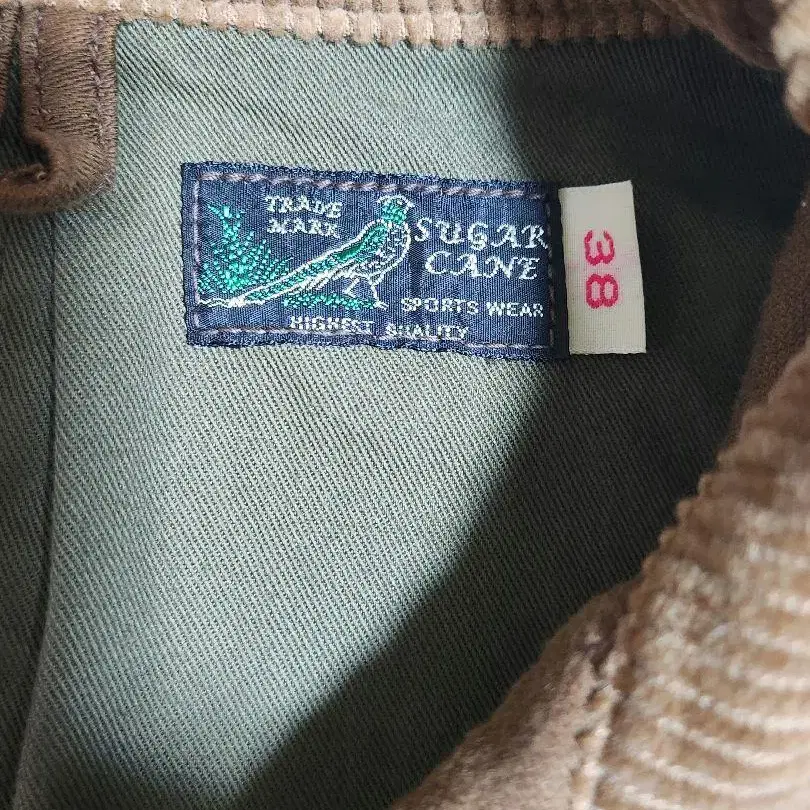 TRADE
MARK
SUGAR
CANE
SPORTS WEAR
HIGHEST QUALITY
38